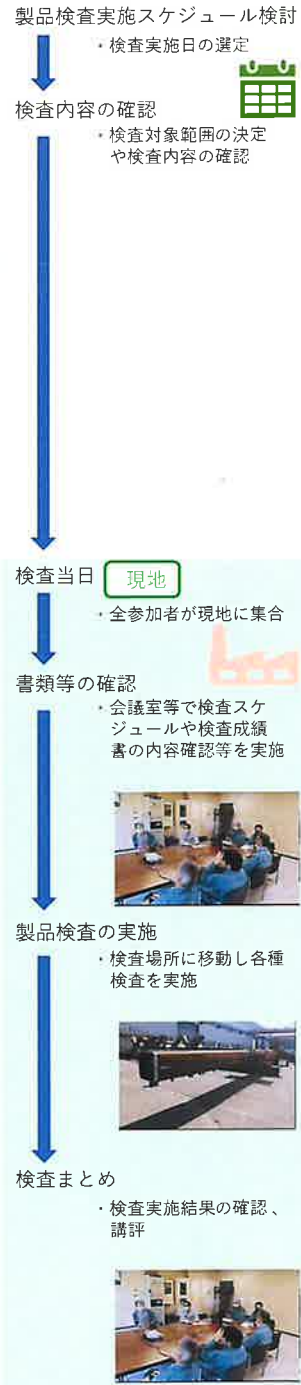 製品検査実施スケジュール検討
・検査実施日の選定
検査内容の確認
・検査対象範囲の決定
や検査内容の確認
検査当日 現地
・全参加者が現地に集合
書類等の確認
・会議室等で検査スケ
ジュールや検査成績
書の内容確認等を実施
製品検査の実施
・検査場所に移動し各種
検査を実施
検査まとめ
・検査実施結果の確認、
講評